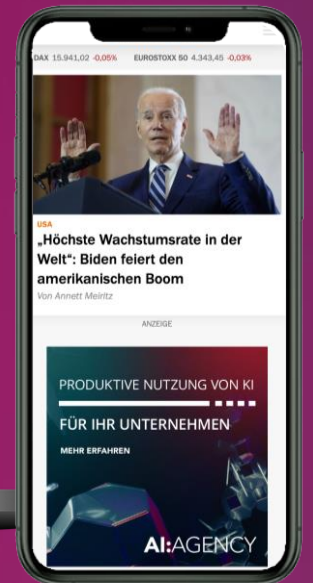 DAX 15.941,02 -0,05% EUROSTOXX 50 4.343,45 -0,03%
USA
„Höchste Wachstumsrate in der
Welt“: Biden feiert den
amerikanischen Boom
Von Annett Meiritz
ANZEIGE
PRODUKTIVE NUTZUNG VON KI
FÜR IHR UNTERNEHMEN
MEHR ERFAHREN
AI:AGENCY